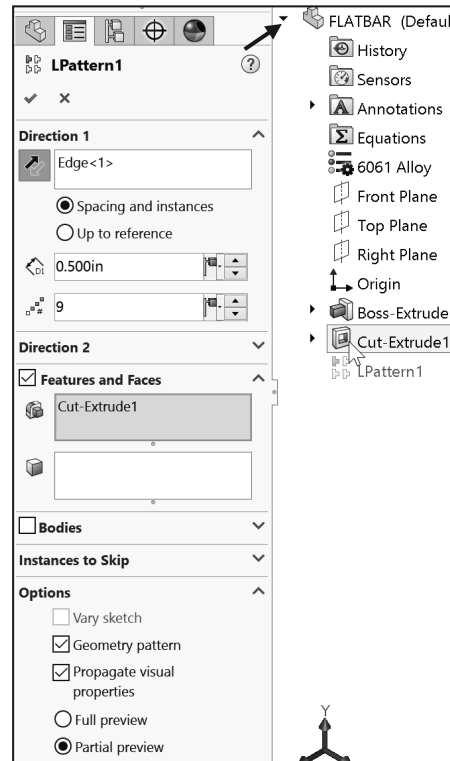 LPattern1
?
Direction 1
Edge<1>
Spacing and instances
Up to reference
D1
0.500in
#
9
Direction 2
Features and Faces
Cut-Extrude1
Bodies
Instances to Skip
Options
Vary sketch
Geometry pattern
Propagate visual
properties
Full preview
Partial preview
FLATBAR (Defaul
History
Sensors
A Annotations
Σ Equations
6061 Alloy
Front Plane
Top Plane
Right Plane
Origin
Boss-Extrude
Cut-Extrude1
LPattern1
Y